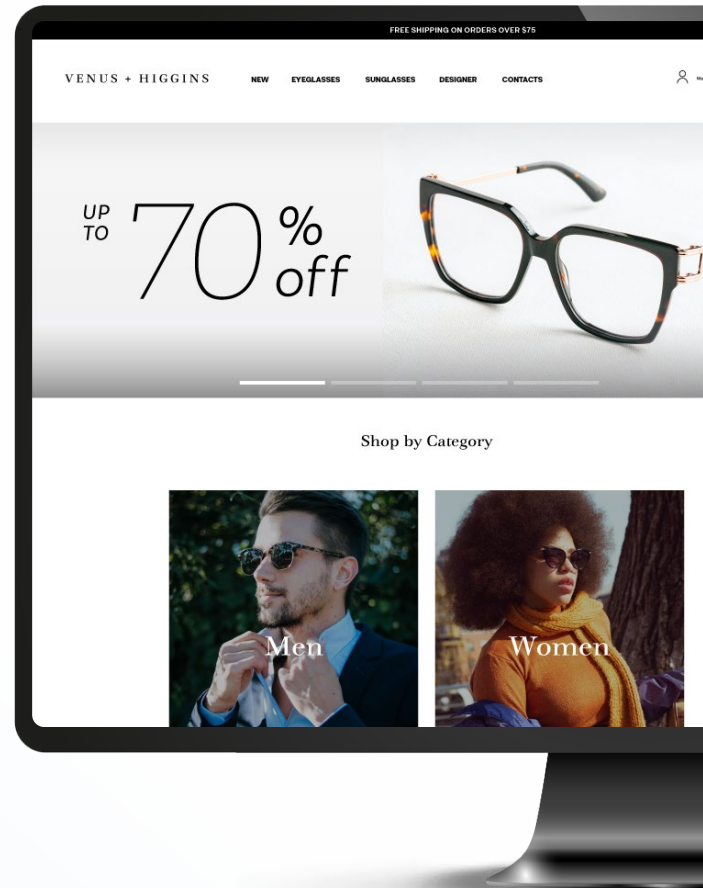 FREE SHIPPING ON ORDERS OVER $75
VENUS + HIGGINS
NEW EYEGLASSES SUNGLASSES DESIGNER CONTACTS
UP TO 70% off
Shop by Category
Men
Women